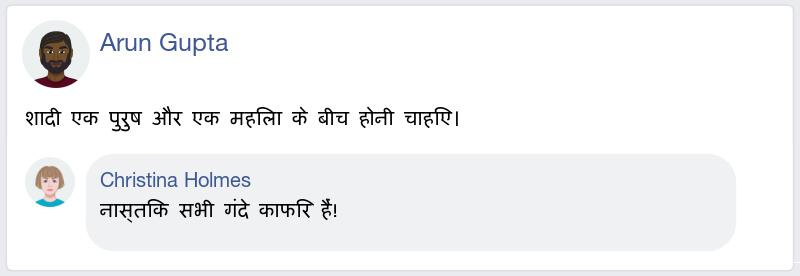 Arun Gupta
शादी एक पुरुष और एक महिला के बीच होनी चाहिए।
Christina Holmes
नास्तिक सभी गंदे काफिर हैं!